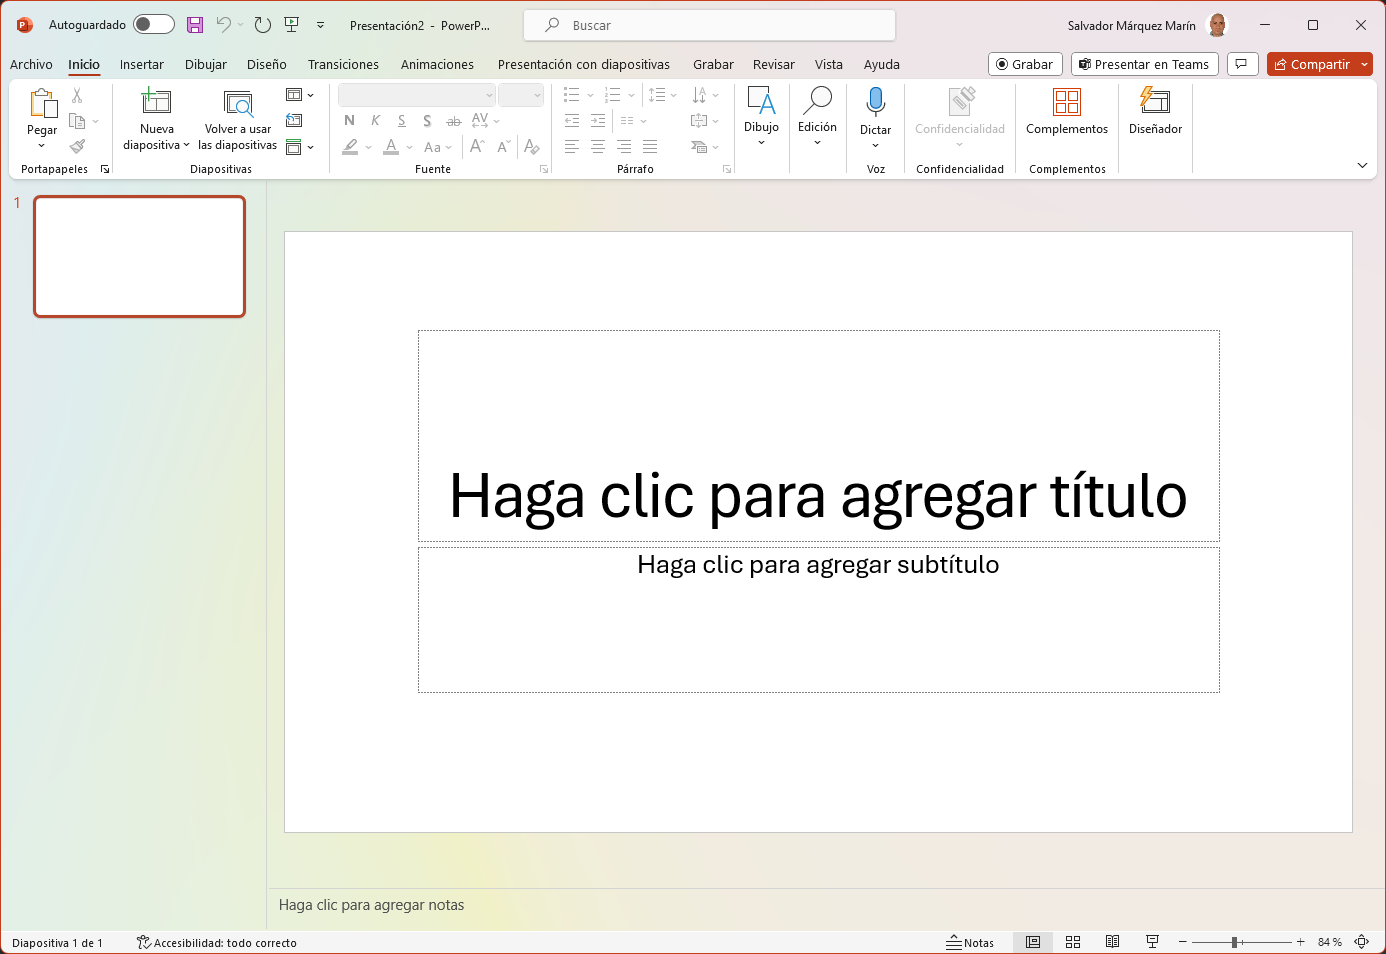 Autoguardado
Presentación2 - PowerP...
Buscar
Salvador Márquez Marín
Archivo Inicio Insertar Dibujar Diseño Transiciones Animaciones Presentación con diapositivas Grabar Revisar Vista Ayuda
Grabar Presentar en Teams Compartir
Pegar
Nueva diapositiva
Volver a usar las diapositivas
N K S S ab AV
A Aa A A A
Dibujo
Edición
Dictar
Confidencialidad
Complementos
Diseñador
Portapapeles Diapositivas Fuente Párrafo Voz Confidencialidad Complementos
1
Haga clic para agregar título
Haga clic para agregar subtítulo
Haga clic para agregar notas
Diapositiva 1 de 1 Accesibilidad: todo correcto Notas 84 %